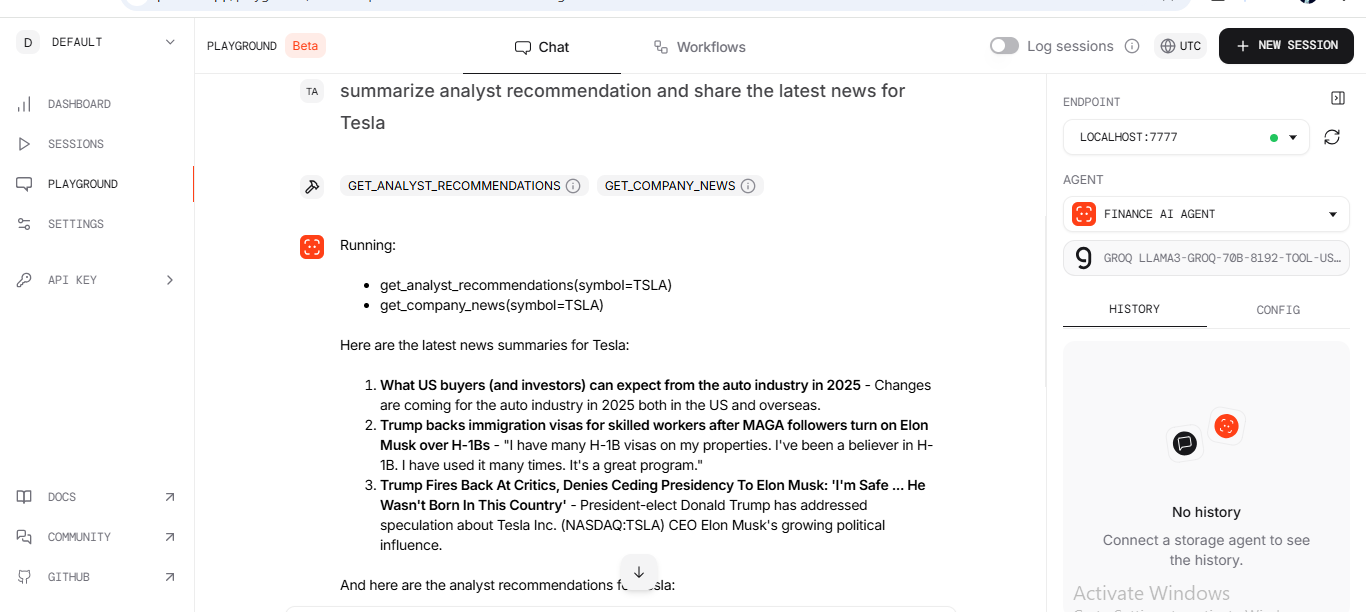 D DEFAULT
DASHBOARD
SESSIONS
PLAYGROUND
SETTINGS
API KEY
DOCS
COMMUNITY
GITHUB
PLAYGROUND Beta
Chat
Workflows
Log sessions
UTC
NEW SESSION
TA
summarize analyst recommendation and share the latest news for
Tesla
GET_ANALYST_RECOMMENDATIONS
GET_COMPANY_NEWS
Running:
• get_analyst_recommendations(symbol=TSLA)
• get_company_news(symbol=TSLA)
Here are the latest news summaries for Tesla:
1. What US buyers (and investors) can expect from the auto industry in 2025 - Changes
are coming for the auto industry in 2025 both in the US and overseas.
2. Trump backs immigration visas for skilled workers after MAGA followers turn on Elon
Musk over H-1Bs - "I have many H-1B visas on my properties. I've been a believer in H-
1B. I have used it many times. It's a great program."
3. Trump Fires Back At Critics, Denies Ceding Presidency To Elon Musk: 'I'm Safe ... He
Wasn't Born In This Country' - President-elect Donald Trump has addressed
speculation about Tesla Inc. (NASDAQ:TSLA) CEO Elon Musk's growing political
influence.
And here are the analyst recommendations
ENDPOINT
LOCALHOST:7777
AGENT
FINANCE AI AGENT
GROQ LLAMA3-GROQ-70B-8192-TOOL-US...
HISTORY
CONFIG
No history
Connect a storage agent to see
the history.
Activate Windows